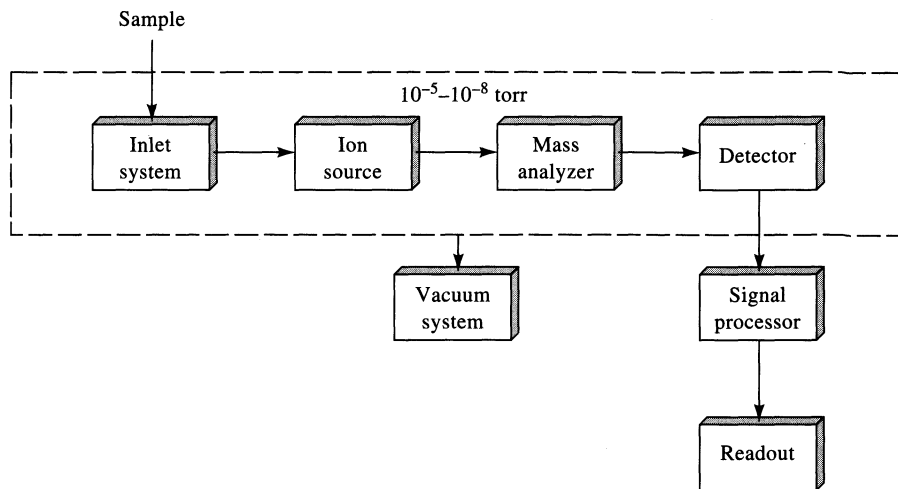 Sample
10⁻⁵–10⁻⁸ torr
Inlet
system
Ion
source
Mass
analyzer
Detector
Vacuum
system
Signal
processor
Readout